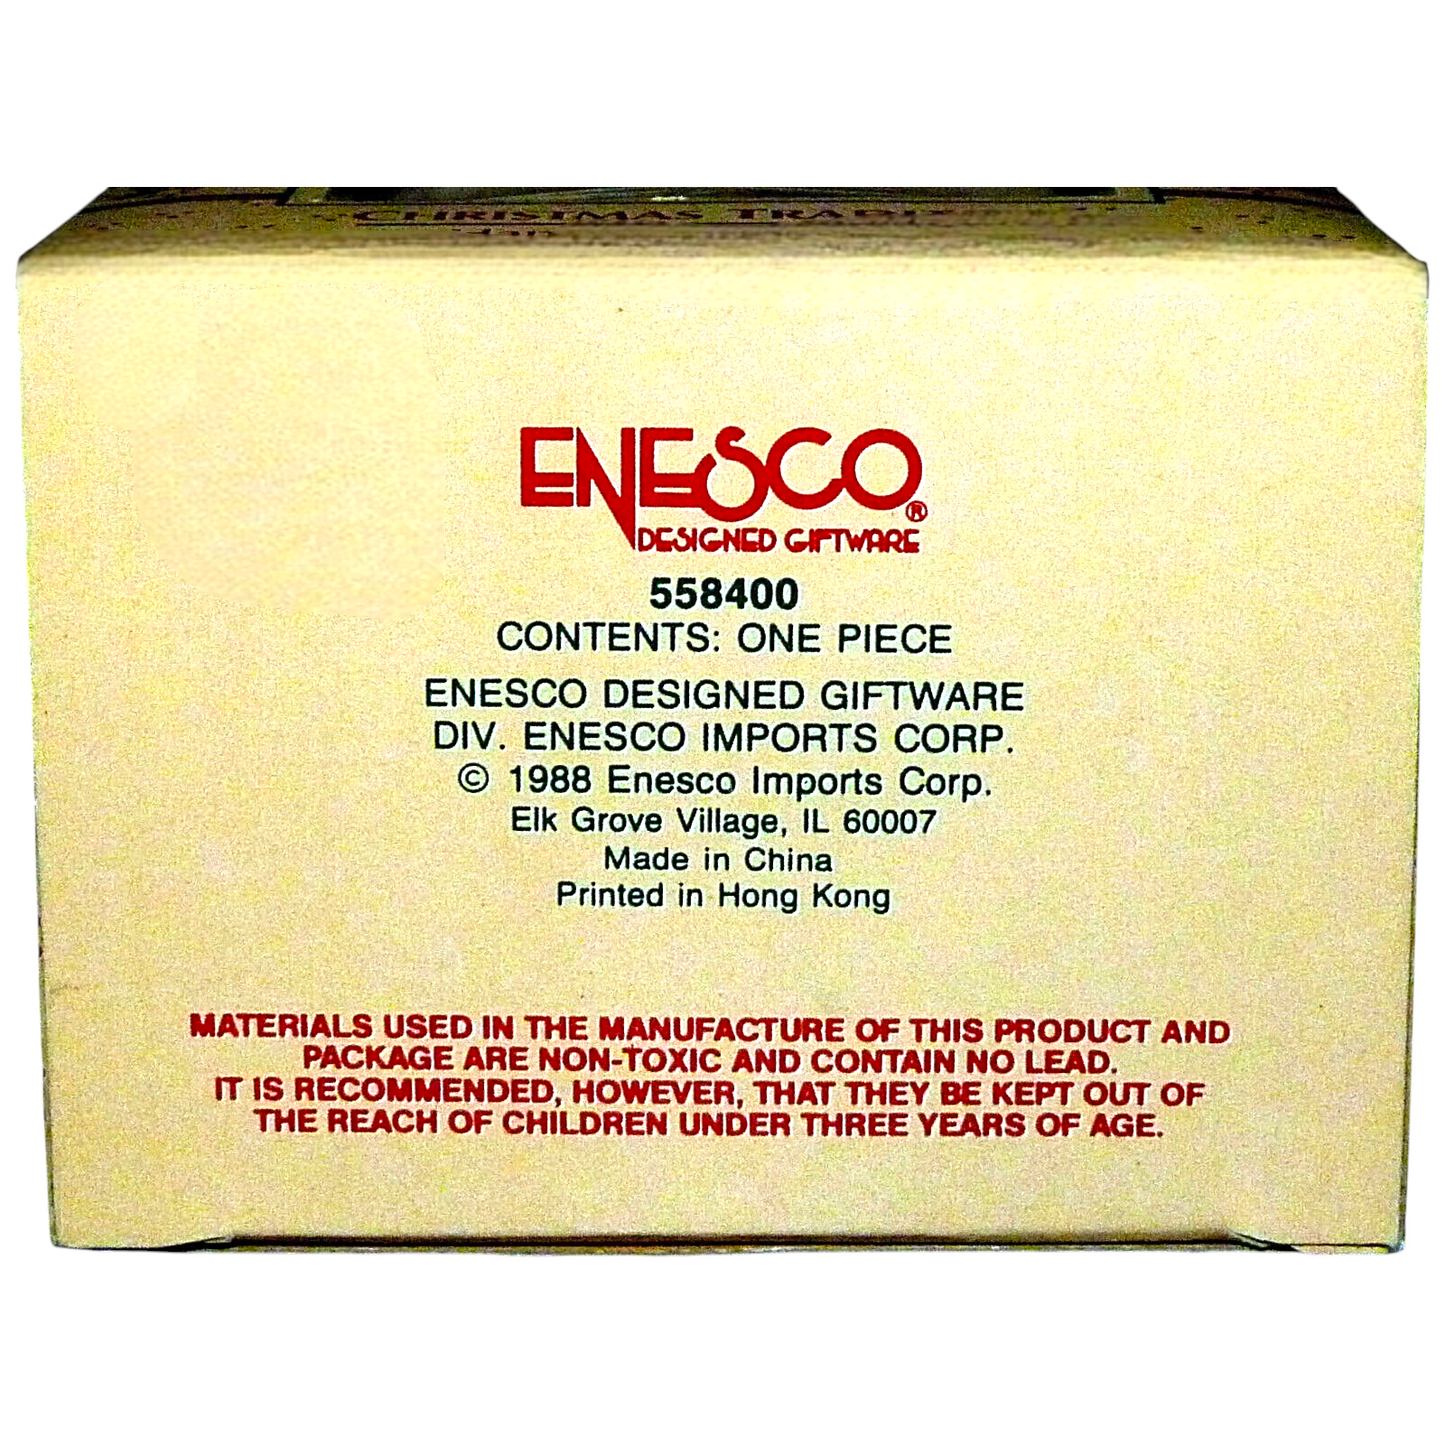 CHRISTMAS TRADI
ENESCO®
DESIGNED GIFTWARE
558400
CONTENTS: ONE PIECE
ENESCO DESIGNED GIFTWARE
DIV. ENESCO IMPORTS CORP.
© 1988 Enesco Imports Corp.
Elk Grove Village, IL 60007
Made in China
Printed in Hong Kong
MATERIALS USED IN THE MANUFACTURE OF THIS PRODUCT AND
PACKAGE ARE NON-TOXIC AND CONTAIN NO LEAD.
IT IS RECOMMENDED, HOWEVER, THAT THEY BE KEPT OUT OF
THE REACH OF CHILDREN UNDER THREE YEARS OF AGE.